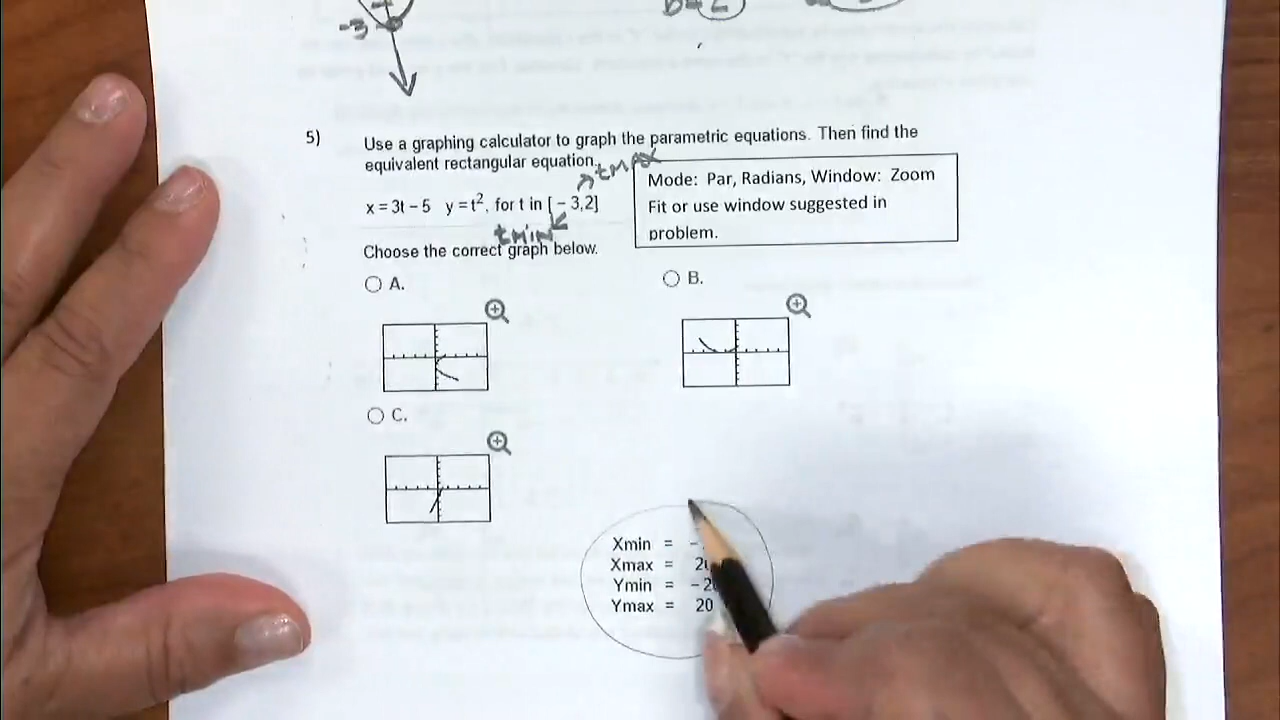 -3
5) Use a graphing calculator to graph the parametric equations. Then find the
equivalent rectangular equation.
tMAX
x = 3t – 5 y = t², for t in [ – 3,2]
tMIN
Mode: Par, Radians, Window: Zoom
Fit or use window suggested in
problem.
Choose the correct graph below.
A.
B.
C.
Xmin = -
Xmax =
Ymin =
Ymax = 20